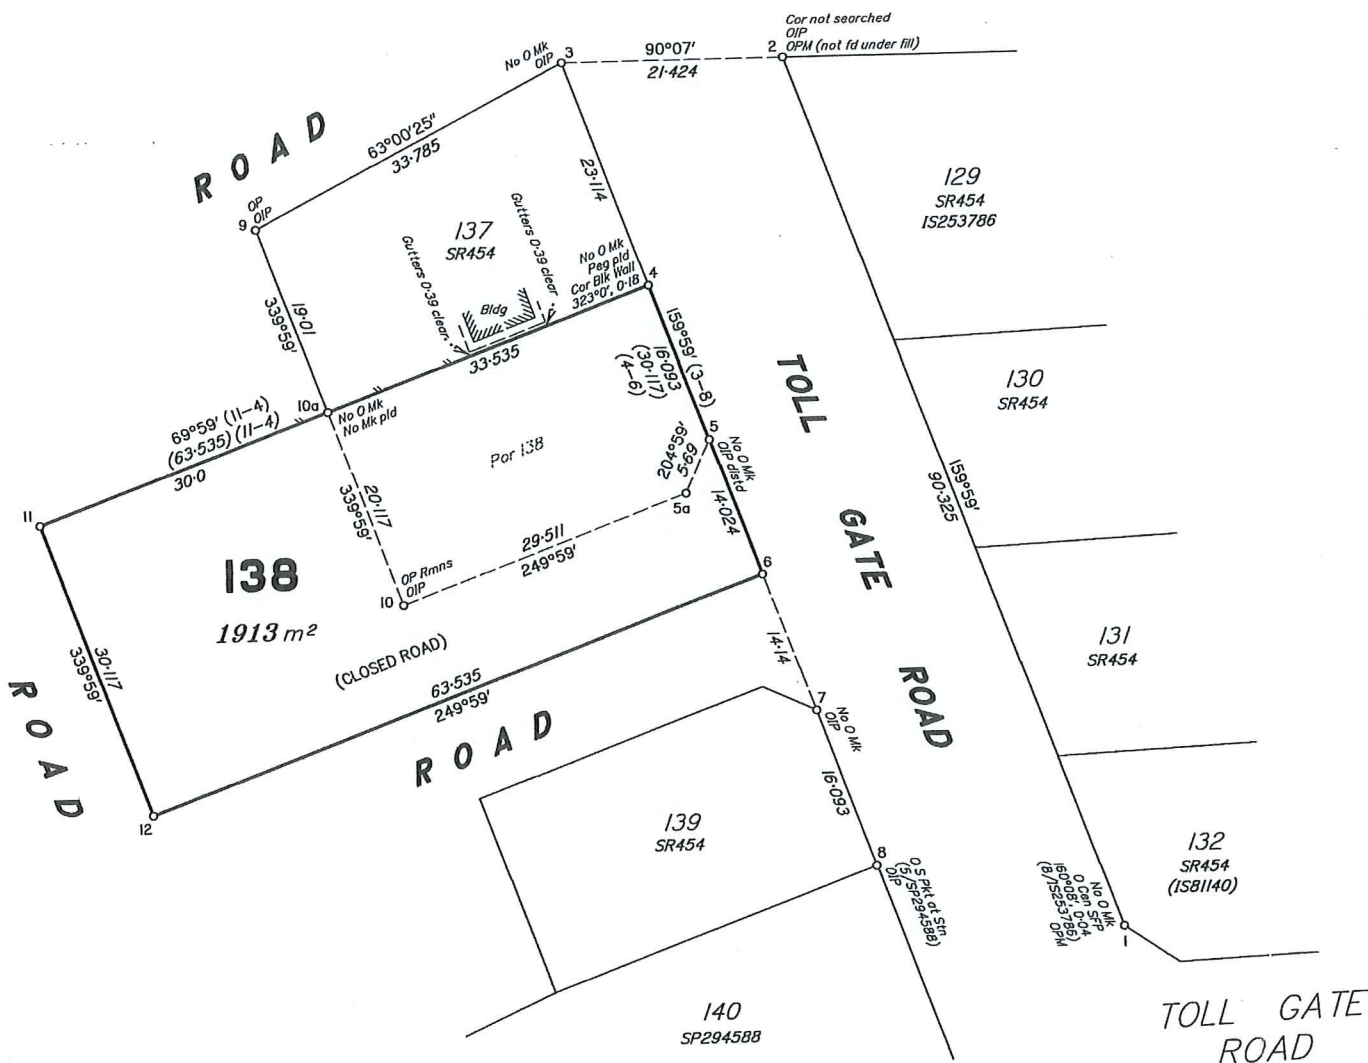 Cor not searched
OIP
OPM (not fd under fill)
2
90°07'
21·424
No O Mk
OIP
3
ROAD
63°00'25"
33·785
OP
OIP
9
23·114
129
SR454
IS253786
137
SR454
Gutters 0·39 clear
Gutters 0·39 clear
Bldg
No O Mk
Peg pld
Cor Blk Wall
323°0', 0·18
4
19·01
339°59'
33·535
159°59' (3-8)
16·093
(30·117)
(4-6)
TOLL GATE ROAD
130
SR454
69°59' (11-4)
(63·535) (11-4)
30·0
10a
No O Mk
No Mk pld
Por 138
5
No O Mk
OIP distd
204°59'
5·69
5a
14·024
159°59'
90·325
11
20·117
339°59'
29·511
249°59'
138
1913 m²
OP Rmns
OIP
10
6
(CLOSED ROAD)
131
SR454
30·117
339°59'
63·535
249°59'
14·14
ROAD
ROAD
7
No O Mk
OIP
12
16·093
139
SR454
132
SR454
(IS81140)
8
O S Pkt at Stn
(5/SP294588)
OIP
No O Mk
O Cen SFP
160°08', 0·04
(8/IS253786)
OPM
1
140
SP294588
TOLL GATE
ROAD